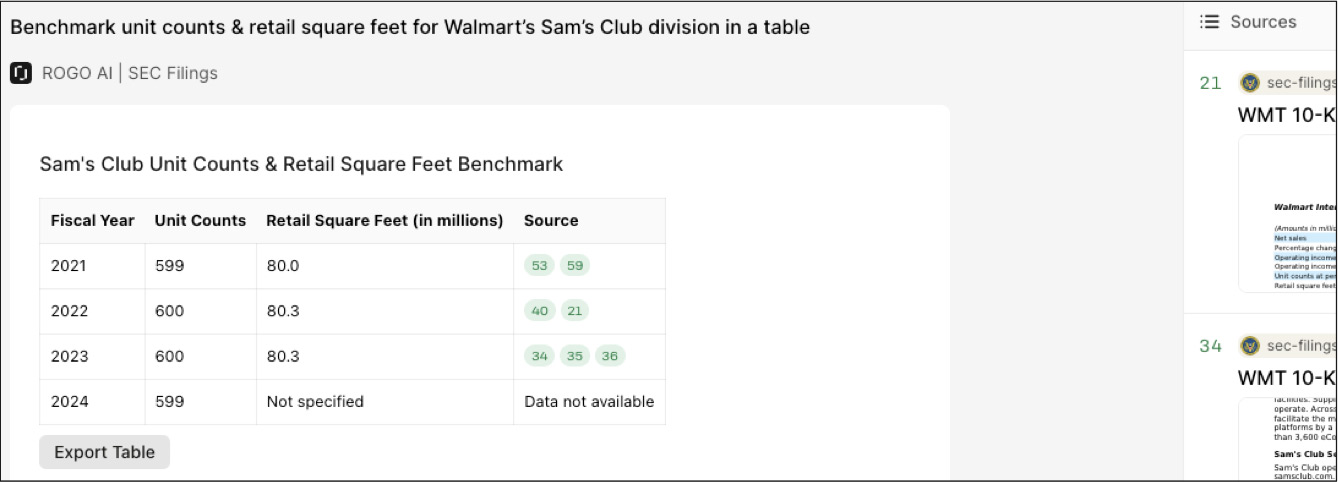 Benchmark unit counts & retail square feet for Walmart’s Sam’s Club division in a table
ROGO AI | SEC Filings
Sam's Club Unit Counts & Retail Square Feet Benchmark
Fiscal Year Unit Counts Retail Square Feet (in millions) Source
2021 599 80.0 53 59
2022 600 80.3 40 21
2023 600 80.3 34 35 36
2024 599 Not specified Data not available
Export Table
Sources
21 sec-filings
WMT 10-K
Walmart Inter
(Amounts in millio
Net sales
Percentage chang
Operating income
Operating income
Unit counts at per
Retail square feet
34 sec-filings
WMT 10-K
facilities. Suppl
operate. Across
facilitate the m
platforms by a
than 3,600 eCo
Sam's Club Se
Sam's Club ope
samsclub.com.